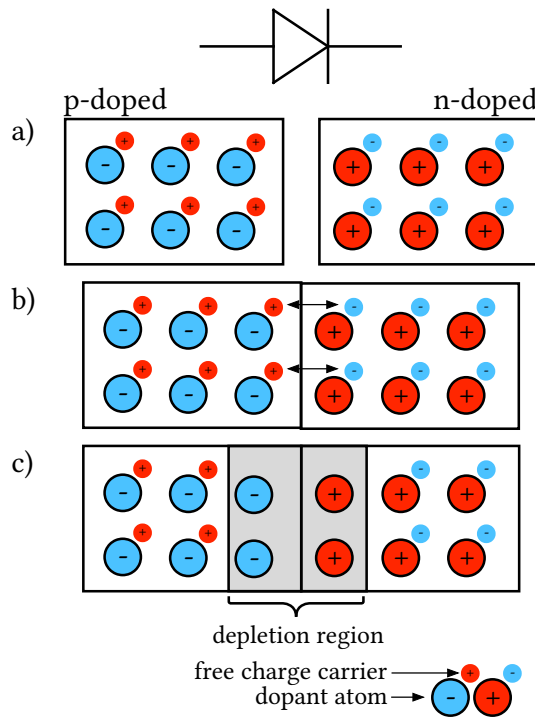 p-doped n-doped
a)
+ + + - - -
- - - + + +
+ + + - - -
- - - + + +
b)
+ + + - - -
- - - + + +
+ + + - - -
- - - + + +
c)
+ + - -
- - - + + +
+ + - -
- - - + + +
depletion region
free charge carrier + -
dopant atom - +